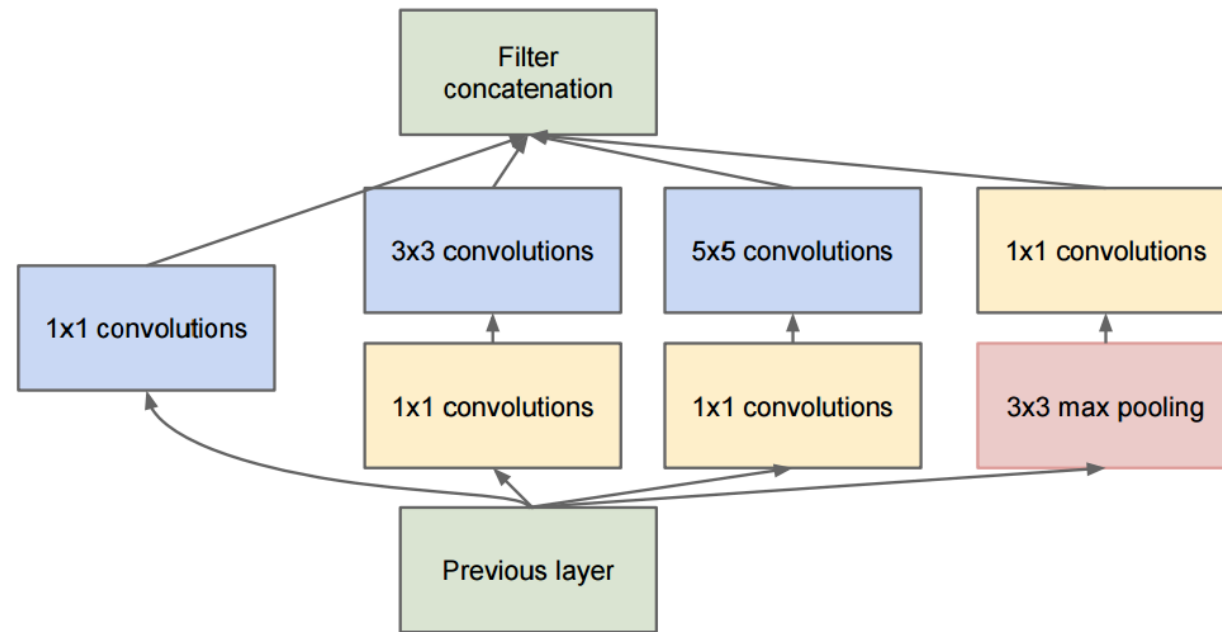 Filter
concatenation
3x3 convolutions
5x5 convolutions
1x1 convolutions
1x1 convolutions
1x1 convolutions
1x1 convolutions
3x3 max pooling
Previous layer